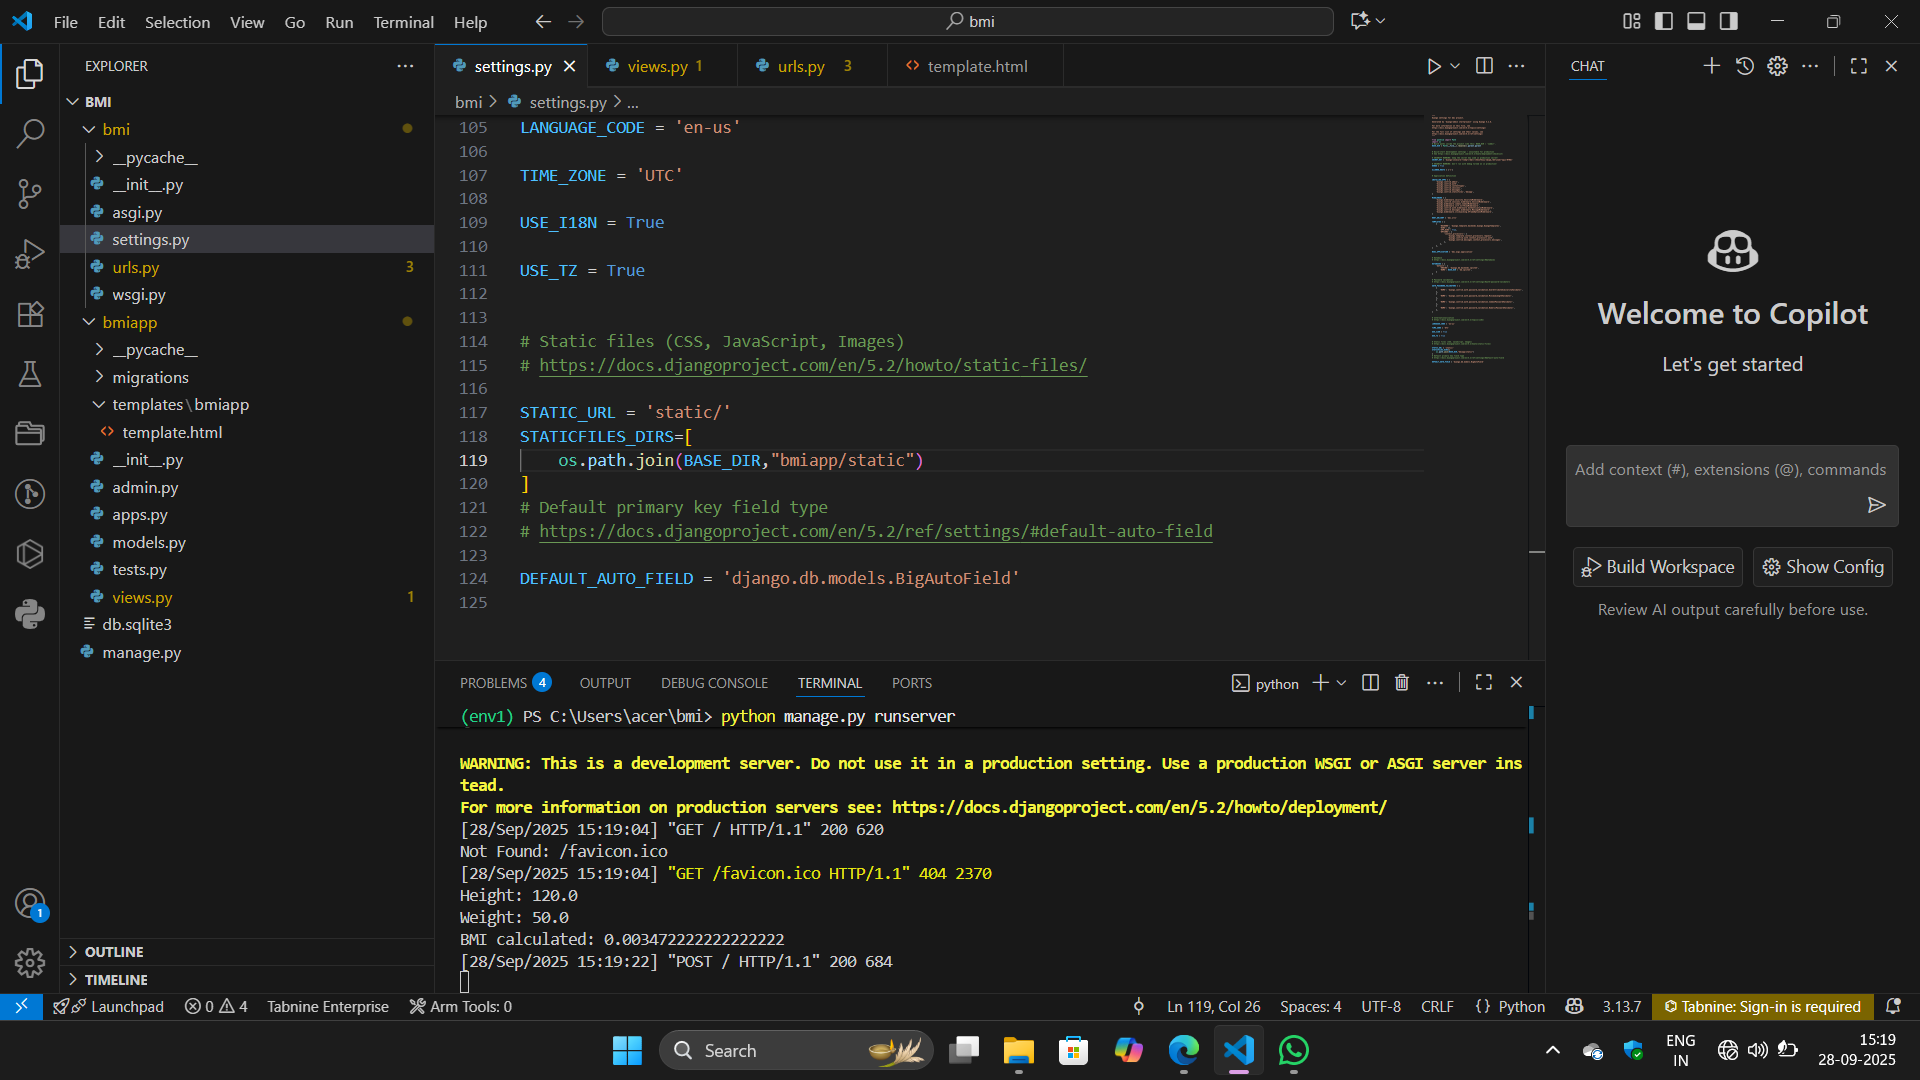 File Edit Selection View Go Run Terminal Help
bmi
EXPLORER
BMI
bmi
__pycache__
__init__.py
asgi.py
settings.py
urls.py 3
wsgi.py
bmiapp
__pycache__
migrations
templates\bmiapp
template.html
__init__.py
admin.py
apps.py
models.py
tests.py
views.py 1
db.sqlite3
manage.py
OUTLINE
TIMELINE
settings.py views.py 1 urls.py 3 template.html
bmi > settings.py > ...
105 LANGUAGE_CODE = 'en-us'
106
107 TIME_ZONE = 'UTC'
108
109 USE_I18N = True
110
111 USE_TZ = True
112
113
114 # Static files (CSS, JavaScript, Images)
115 # https://docs.djangoproject.com/en/5.2/howto/static-files/
116
117 STATIC_URL = 'static/'
118 STATICFILES_DIRS=[
119 os.path.join(BASE_DIR,"bmiapp/static")
120 ]
121 # Default primary key field type
122 # https://docs.djangoproject.com/en/5.2/ref/settings/#default-auto-field
123
124 DEFAULT_AUTO_FIELD = 'django.db.models.BigAutoField'
125
PROBLEMS 4 OUTPUT DEBUG CONSOLE TERMINAL PORTS python
(env1) PS C:\Users\acer\bmi> python manage.py runserver
WARNING: This is a development server. Do not use it in a production setting. Use a production WSGI or ASGI server ins
tead.
For more information on production servers see: https://docs.djangoproject.com/en/5.2/howto/deployment/
[28/Sep/2025 15:19:04] "GET / HTTP/1.1" 200 620
Not Found: /favicon.ico
[28/Sep/2025 15:19:04] "GET /favicon.ico HTTP/1.1" 404 2370
Height: 120.0
Weight: 50.0
BMI calculated: 0.003472222222222222
[28/Sep/2025 15:19:22] "POST / HTTP/1.1" 200 684
CHAT
Welcome to Copilot
Let's get started
Add context (#), extensions (@), commands
Build Workspace Show Config
Review AI output carefully before use.
1
Launchpad 0 4 Tabnine Enterprise Arm Tools: 0 Ln 119, Col 26 Spaces: 4 UTF-8 CRLF {} Python 3.13.7 Tabnine: Sign-in is required
Search
ENG
IN
15:19
28-09-2025